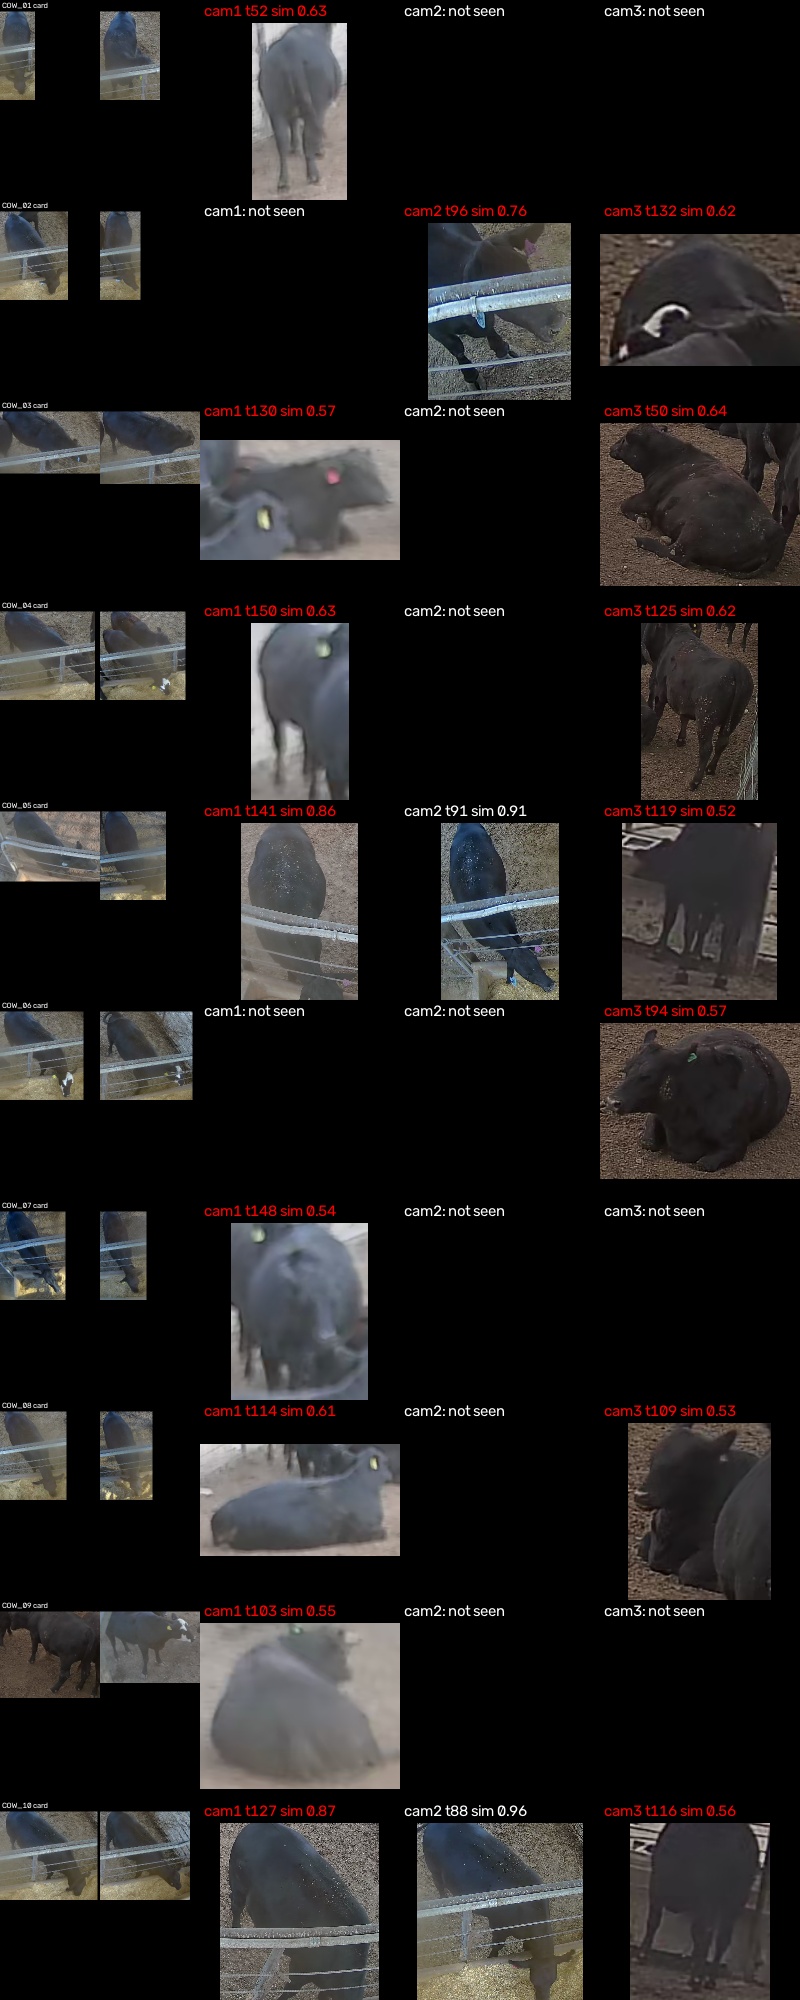 COW_01 card
cam1 t52 sim 0.63
cam2: not seen
cam3: not seen
COW_02 card
cam1: not seen
cam2 t96 sim 0.76
cam3 t132 sim 0.62
COW_03 card
cam1 t130 sim 0.57
cam2: not seen
cam3 t50 sim 0.64
COW_04 card
cam1 t150 sim 0.63
cam2: not seen
cam3 t125 sim 0.62
COW_05 card
cam1 t141 sim 0.86
cam2 t91 sim 0.91
cam3 t119 sim 0.52
COW_06 card
cam1: not seen
cam2: not seen
cam3 t94 sim 0.57
COW_07 card
cam1 t148 sim 0.54
cam2: not seen
cam3: not seen
COW_08 card
cam1 t114 sim 0.61
cam2: not seen
cam3 t109 sim 0.53
COW_09 card
cam1 t103 sim 0.55
cam2: not seen
cam3: not seen
COW_10 card
cam1 t127 sim 0.87
cam2 t88 sim 0.96
cam3 t116 sim 0.56